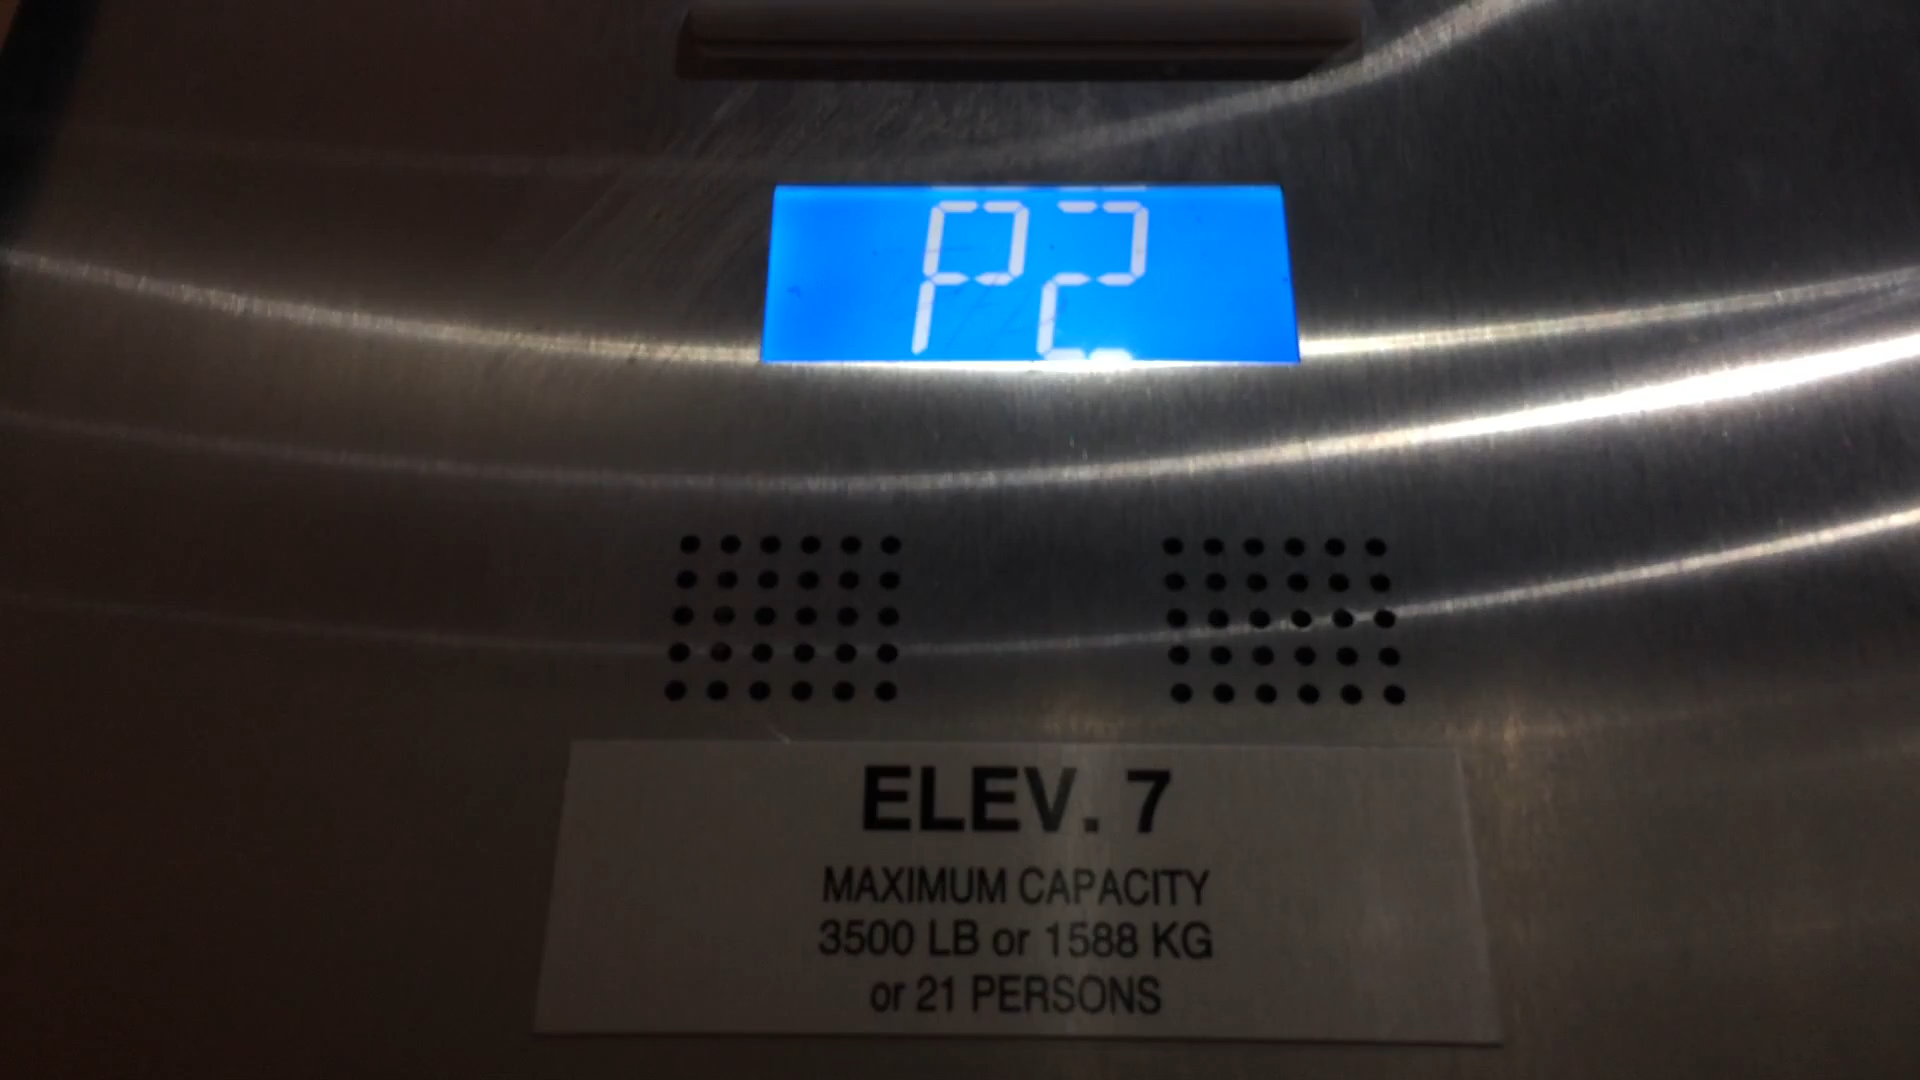 P2
ELEV. 7
MAXIMUM CAPACITY
3500 LB or 1588 KG
or 21 PERSONS